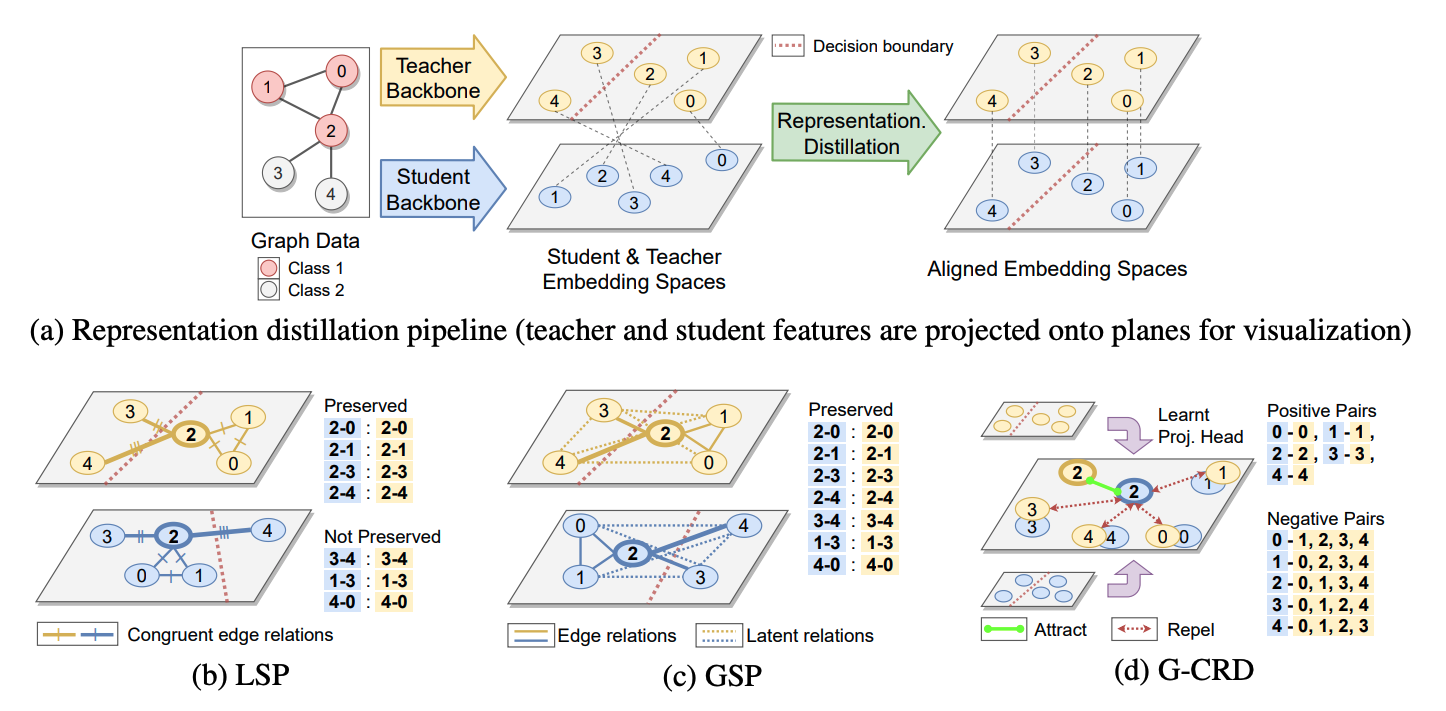 Teacher
Backbone
Student
Backbone
0
1
2
3
4
Graph Data
Class 1
Class 2
3
1
2
4
0
0
2
4
1
3
Student & Teacher
Embedding Spaces
Decision boundary
Representation.
Distillation
3
1
2
4
0
3
1
2
4
0
Aligned Embedding Spaces
(a) Representation distillation pipeline (teacher and student features are projected onto planes for visualization)
3
1
2
4
0
3
2
4
0
1
Preserved
2-0 : 2-0
2-1 : 2-1
2-3 : 2-3
2-4 : 2-4
Not Preserved
3-4 : 3-4
1-3 : 1-3
4-0 : 4-0
Congruent edge relations
(b) LSP
3
1
2
4
0
0
4
2
1
3
Preserved
2-0 : 2-0
2-1 : 2-1
2-3 : 2-3
2-4 : 2-4
3-4 : 3-4
1-3 : 1-3
4-0 : 4-0
Edge relations
Latent relations
(c) GSP
Learnt
Proj. Head
2
1
2
1
3
3
4
4
0
0
Attract
Repel
Positive Pairs
0 - 0, 1 - 1,
2 - 2, 3 - 3,
4 - 4
Negative Pairs
0 - 1, 2, 3, 4
1 - 0, 2, 3, 4
2 - 0, 1, 3, 4
3 - 0, 1, 2, 4
4 - 0, 1, 2, 3
(d) G-CRD